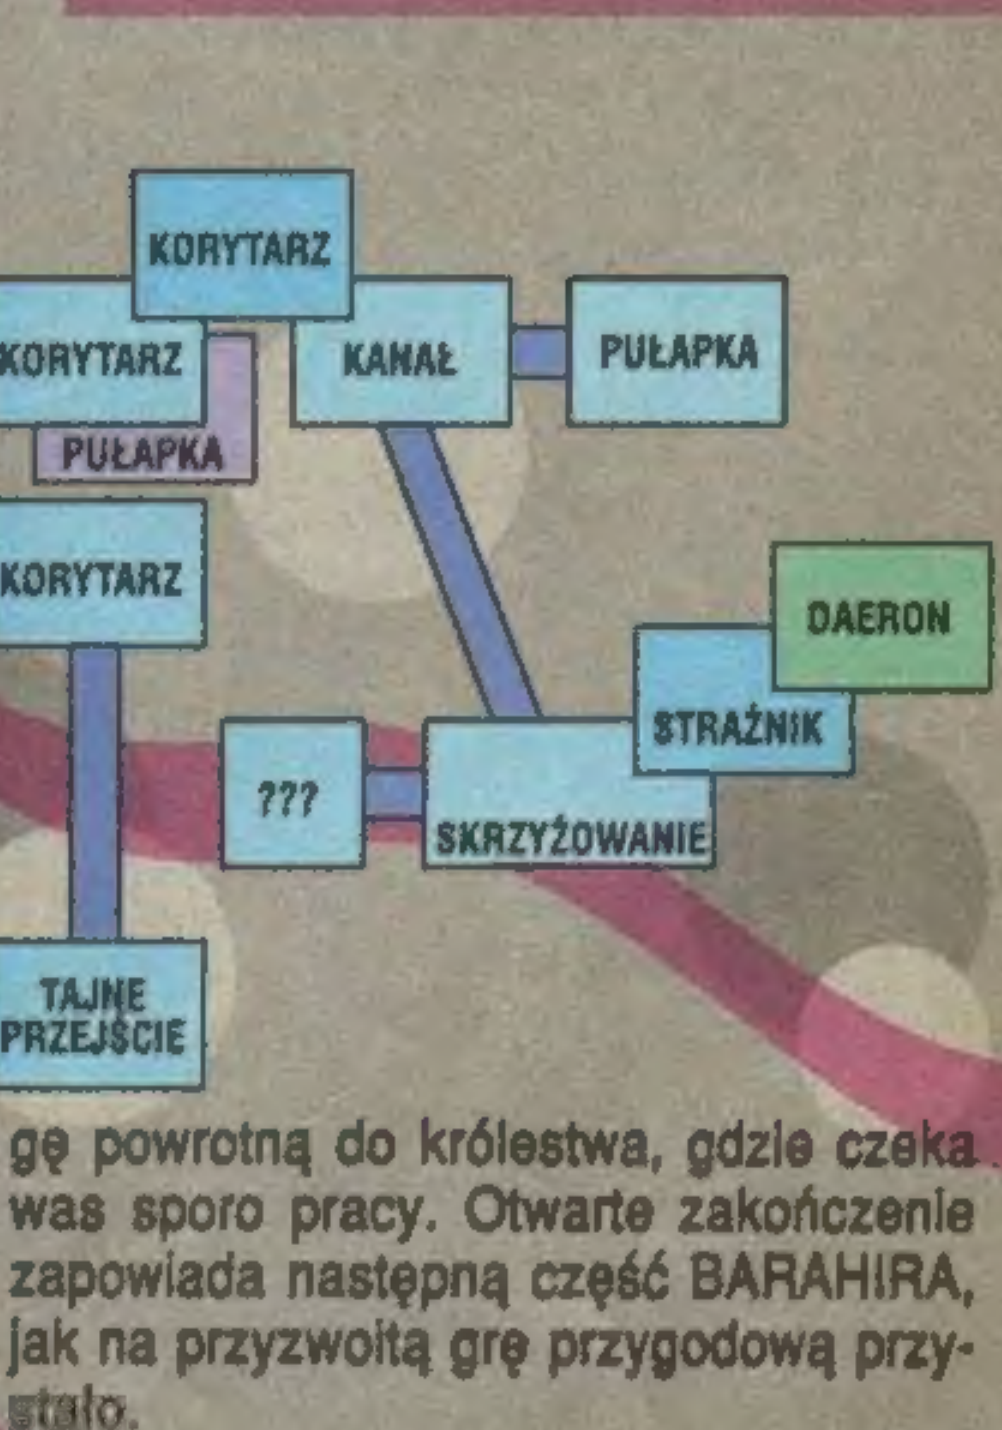 KORYTARZ
KORYTARZ
KANAŁ
PUŁAPKA
PUŁAPKA
KORYTARZ
DAERON
STRAŻNIK
???
SKRZYŻOWANIE
TAJNE
PRZEJŚCIE
gę powrotną do królestwa, gdzie czeka
was sporo pracy. Otwarte zakończenie
zapowiada następną część BARAHIRA,
jak na przyzwoitą grę przygodową przy-
stało.